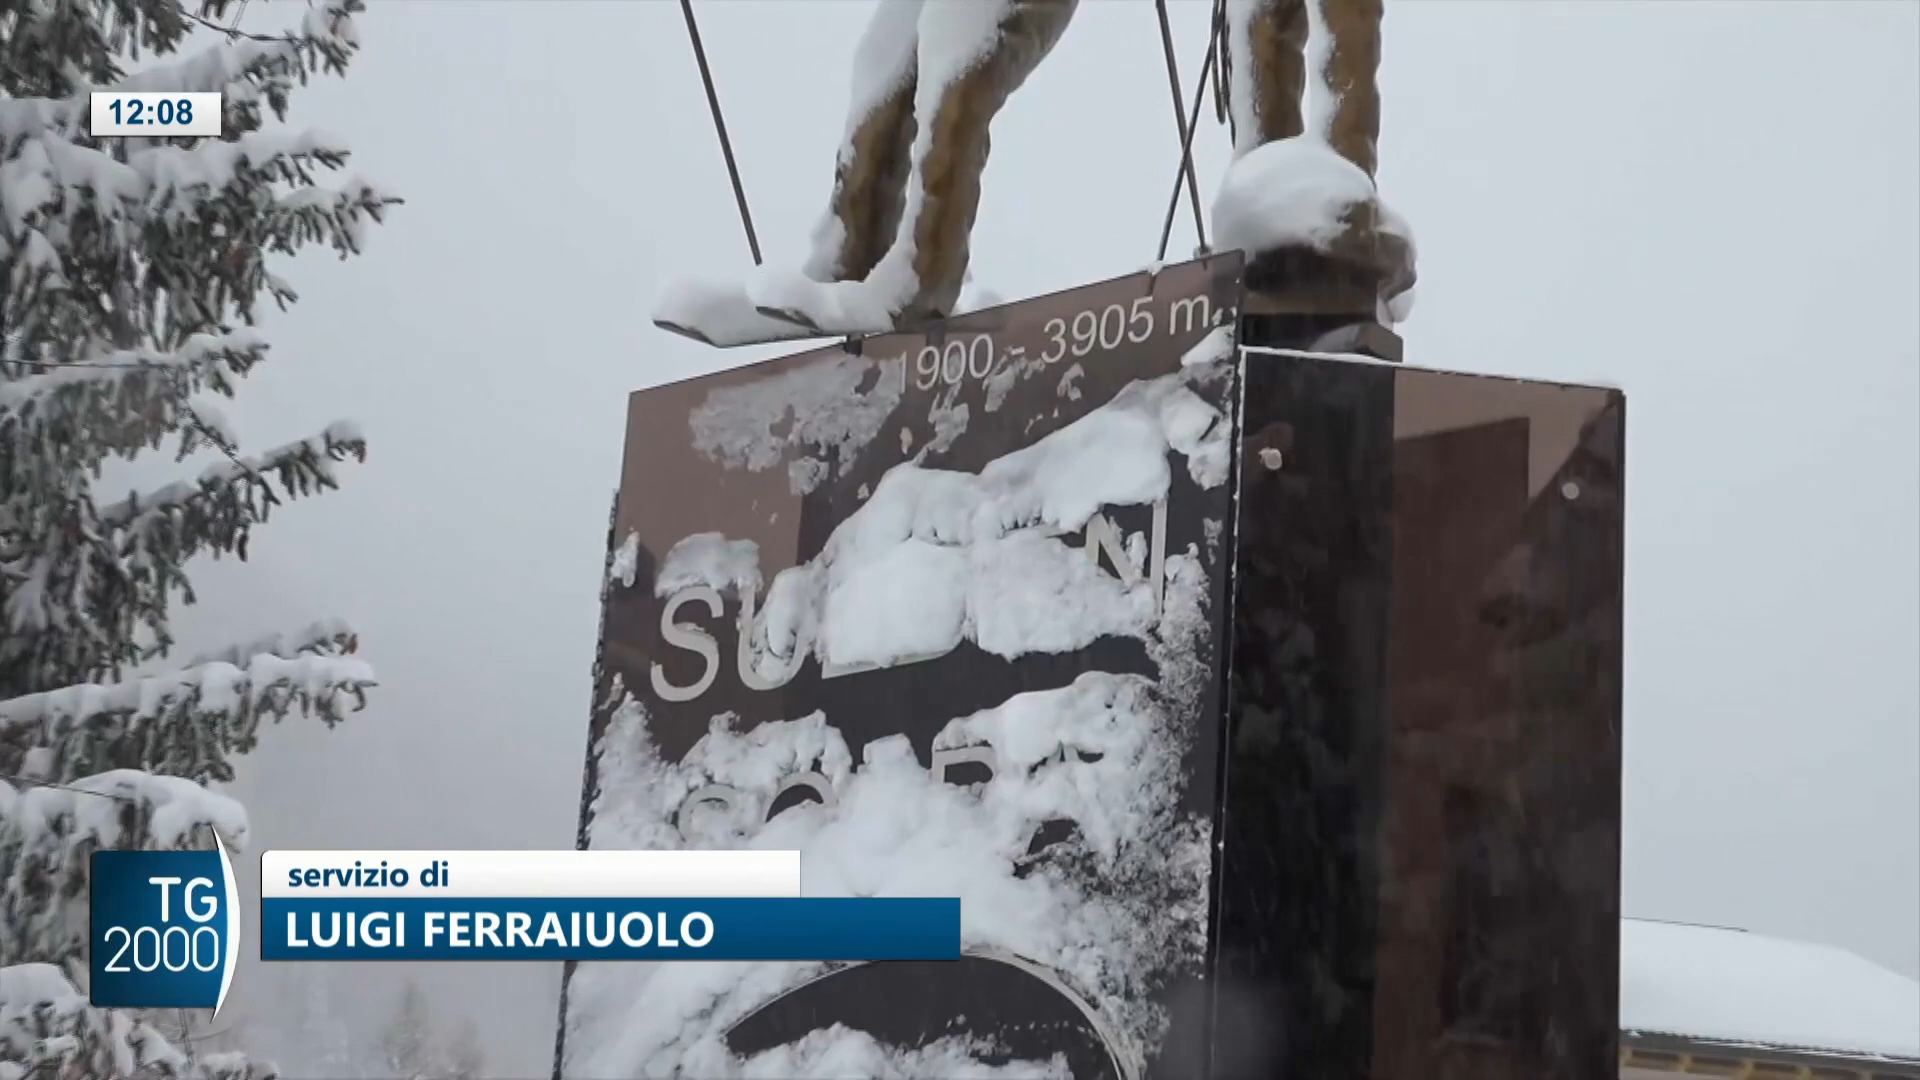 12:08
1900 - 3905 m
servizio di
LUIGI FERRAIUOLO
TG
2000